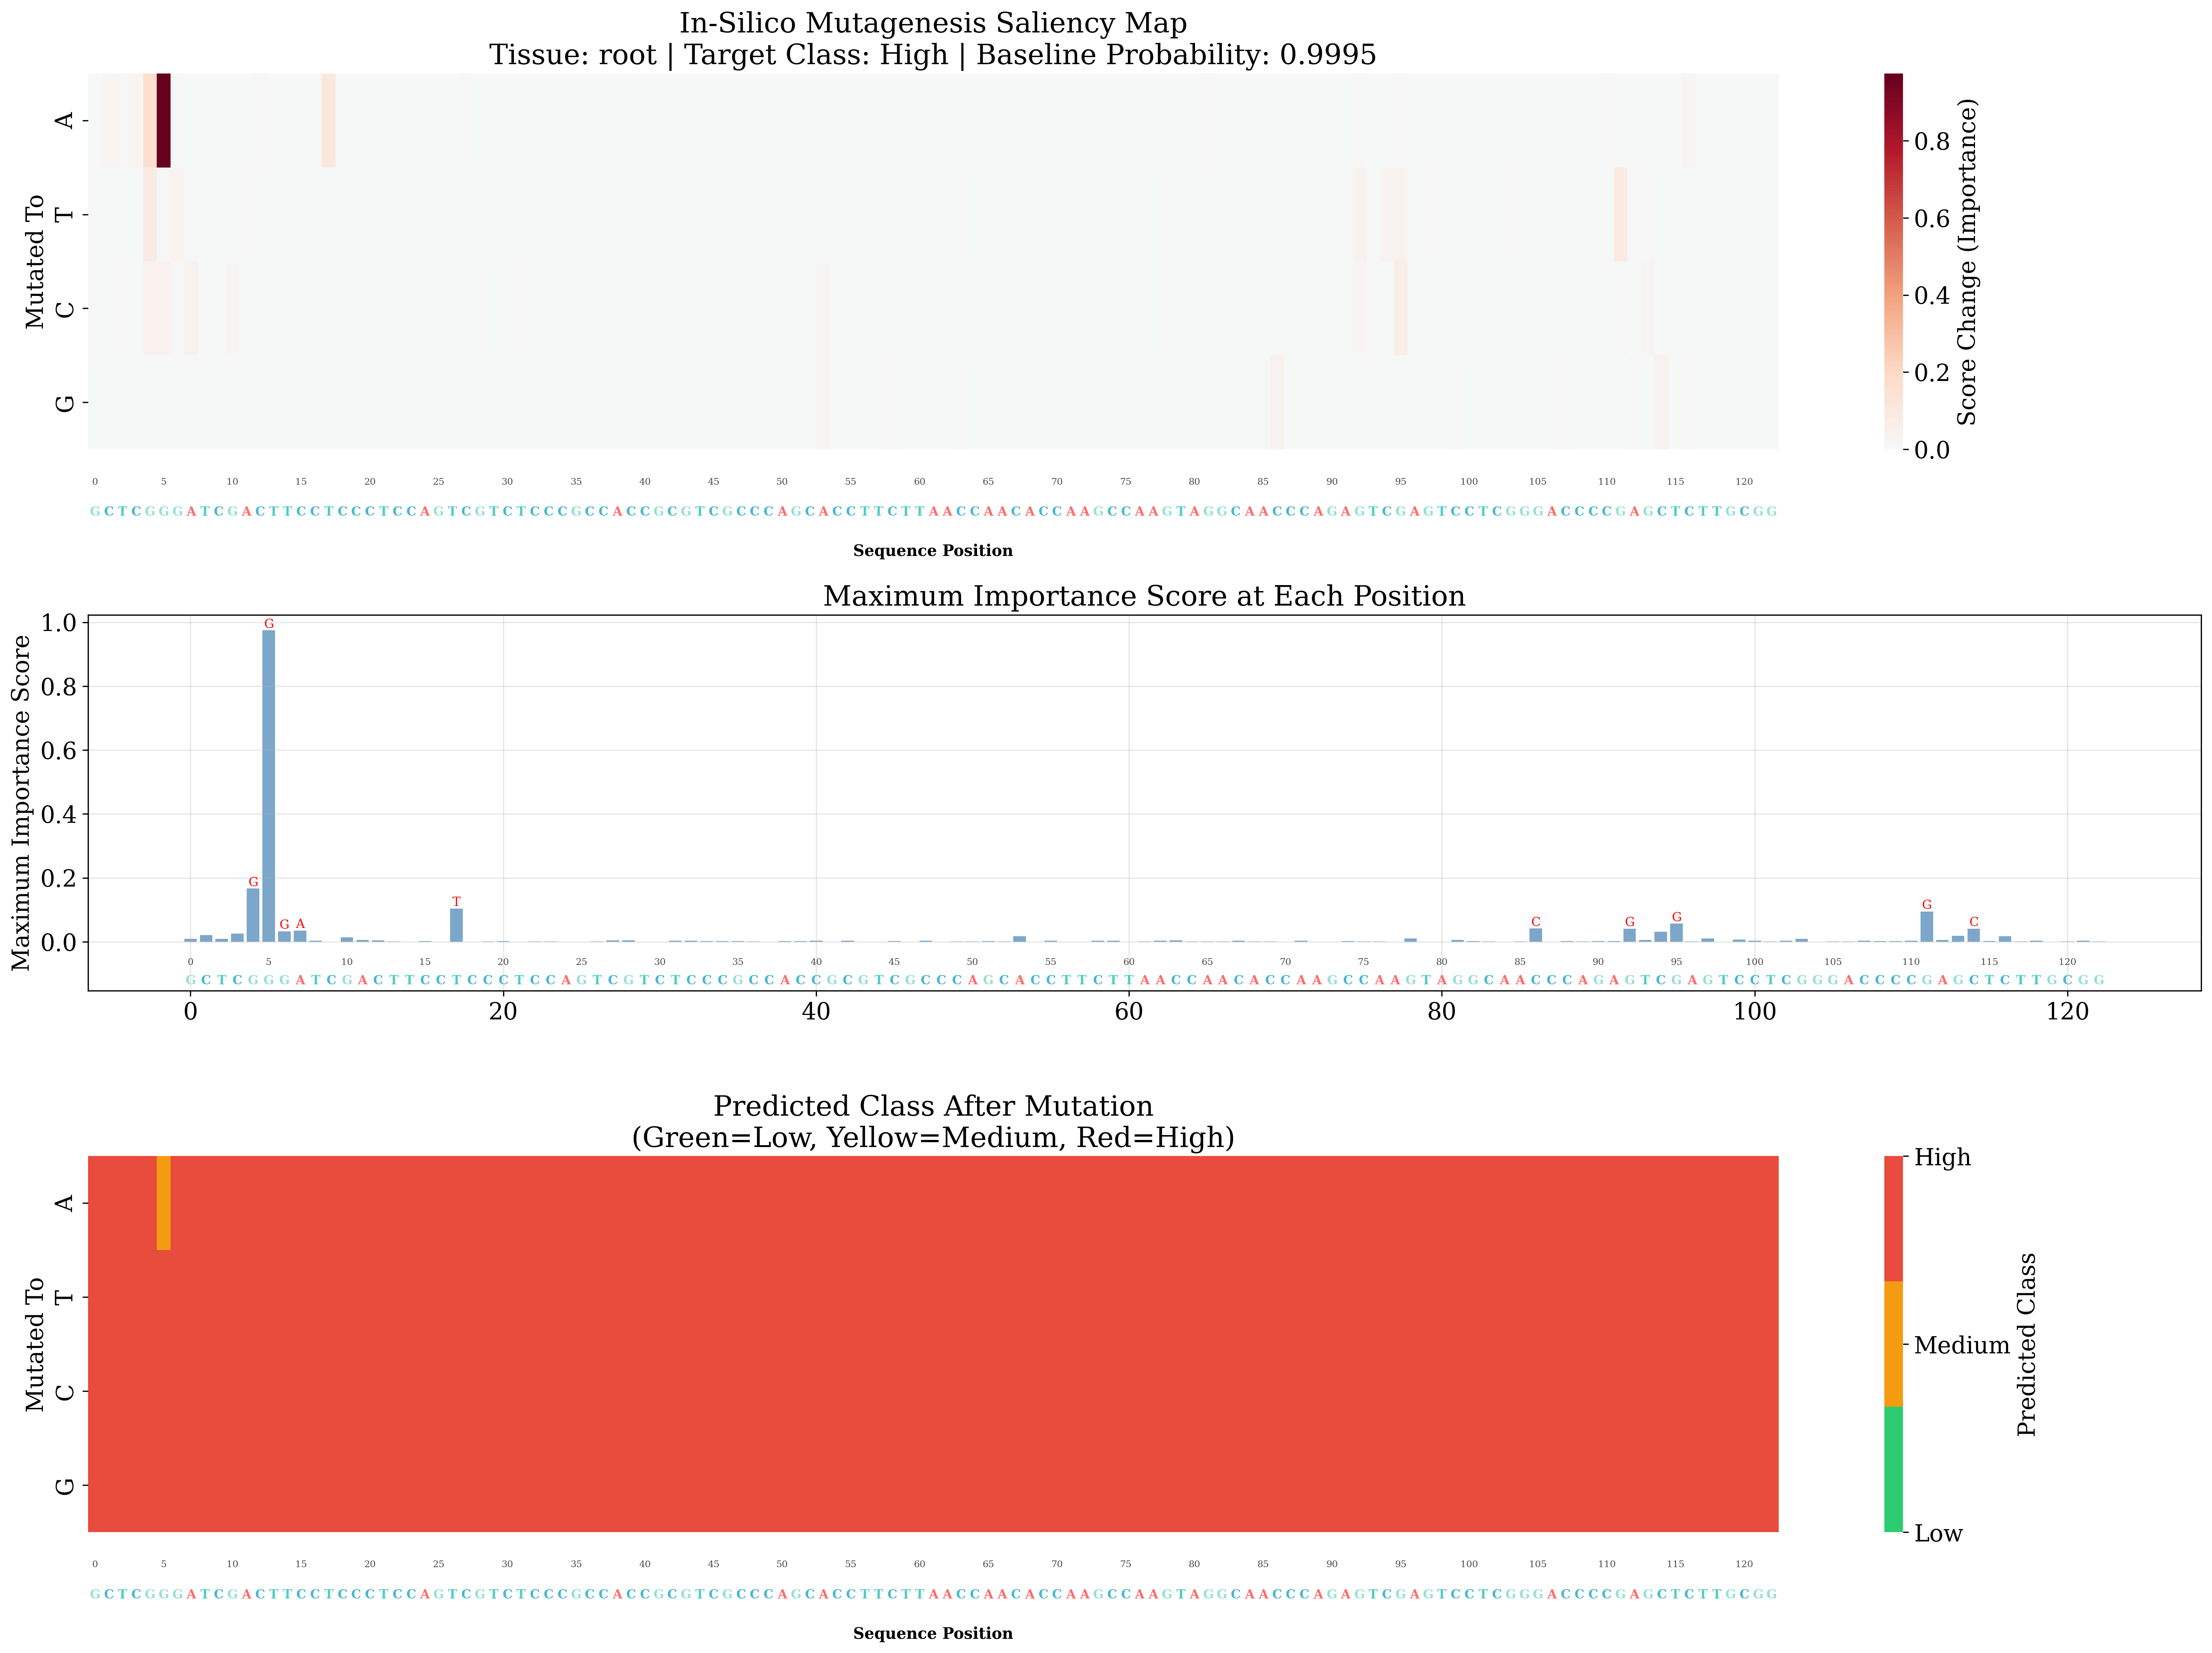 In-Silico Mutagenesis Saliency Map
Tissue: root | Target Class: High | Baseline Probability: 0.9995
Mutated To
A
T
C
G
0 5 10 15 20 25 30 35 40 45 50 55 60 65 70 75 80 85 90 95 100 105 110 115 120
GCTCGGGATCGACTTCCTCCCTCCAGTCGTCTCCCGCCACCGCGTCGCCCAGCACCTTCTTAACCAACACCAAGCCAAGTAGGCAACCCAGAGTCGAGTCCTCGGGACCCCGAGCTCTTGCGG
Sequence Position
0.8
0.6
0.4
0.2
0.0
Score Change (Importance)
Maximum Importance Score at Each Position
Maximum Importance Score
1.0
0.8
0.6
0.4
0.2
0.0
G G G A T C G G G C
0 5 10 15 20 25 30 35 40 45 50 55 60 65 70 75 80 85 90 95 100 105 110 115 120
GCTCGGGATCGACTTCCTCCCTCCAGTCGTCTCCCGCCACCGCGTCGCCCAGCACCTTCTTAACCAACACCAAGCCAAGTAGGCAACCCAGAGTCGAGTCCTCGGGACCCCGAGCTCTTGCGG
0 20 40 60 80 100 120
Predicted Class After Mutation
(Green=Low, Yellow=Medium, Red=High)
Mutated To
A
T
C
G
0 5 10 15 20 25 30 35 40 45 50 55 60 65 70 75 80 85 90 95 100 105 110 115 120
GCTCGGGATCGACTTCCTCCCTCCAGTCGTCTCCCGCCACCGCGTCGCCCAGCACCTTCTTAACCAACACCAAGCCAAGTAGGCAACCCAGAGTCGAGTCCTCGGGACCCCGAGCTCTTGCGG
Sequence Position
High
Medium
Low
Predicted Class